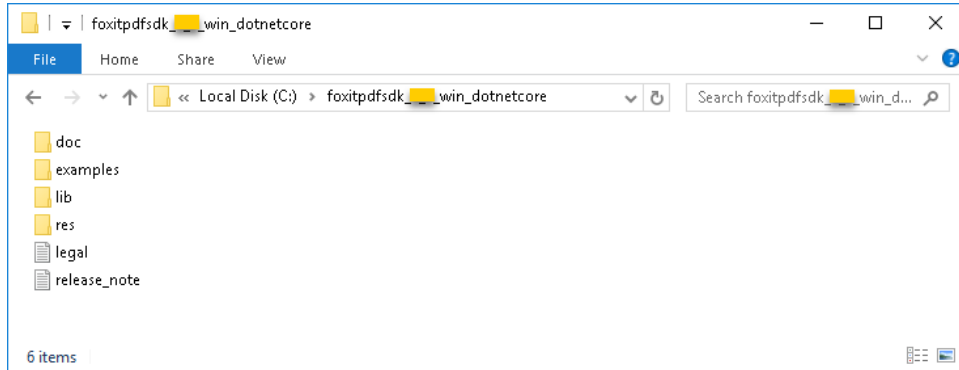 foxitpdfsdk_ _win_dotnetcore
File Home Share View
« Local Disk (C:) › foxitpdfsdk_ _win_dotnetcore Search foxitpdfsdk_ _win_d...
doc
examples
lib
res
legal
release_note
6 items